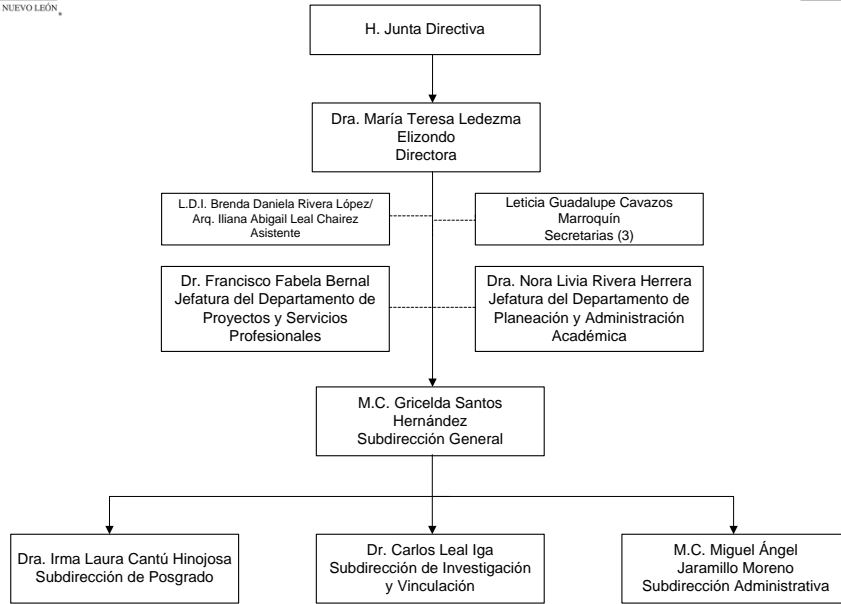 NUEVO LEÓN
H. Junta Directiva
Dra. María Teresa Ledezma
Elizondo
Directora
L.D.I. Brenda Daniela Rivera López/
Arq. Iliana Abigail Leal Chairez
Asistente
Leticia Guadalupe Cavazos
Marroquín
Secretarias (3)
Dr. Francisco Fabela Bernal
Jefatura del Departamento de
Proyectos y Servicios
Profesionales
Dra. Nora Livia Rivera Herrera
Jefatura del Departamento de
Planeación y Administración
Académica
M.C. Gricelda Santos
Hernández
Subdirección General
Dra. Irma Laura Cantú Hinojosa
Subdirección de Posgrado
Dr. Carlos Leal Iga
Subdirección de Investigación
y Vinculación
M.C. Miguel Ángel
Jaramillo Moreno
Subdirección Administrativa